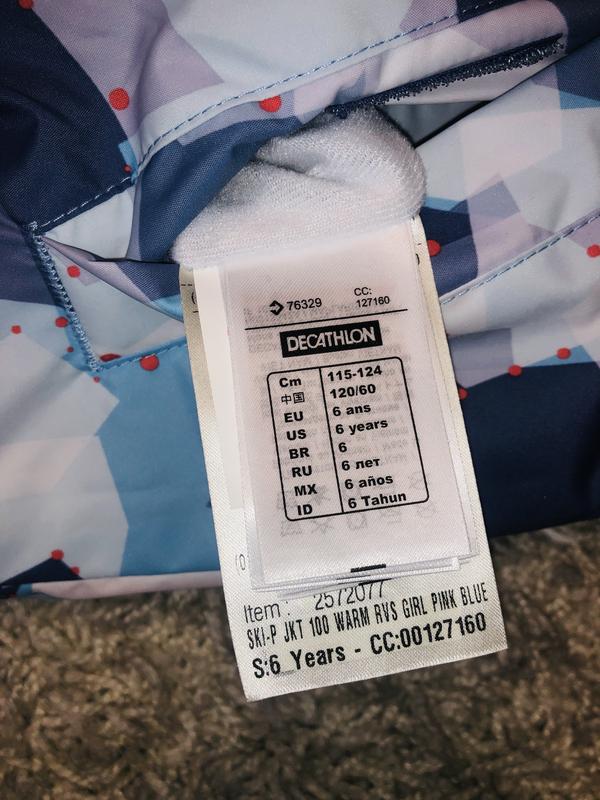 76329 CC: 127160
DECATHLON
Cm 115-124
中国 120/60
EU 6 ans
US 6 years
BR 6
RU 6 лет
MX 6 años
ID 6 Tahun
Item : 2572077
SKI-P JKT 100 WARM RVS GIRL PINK BLUE
S:6 Years - CC:00127160